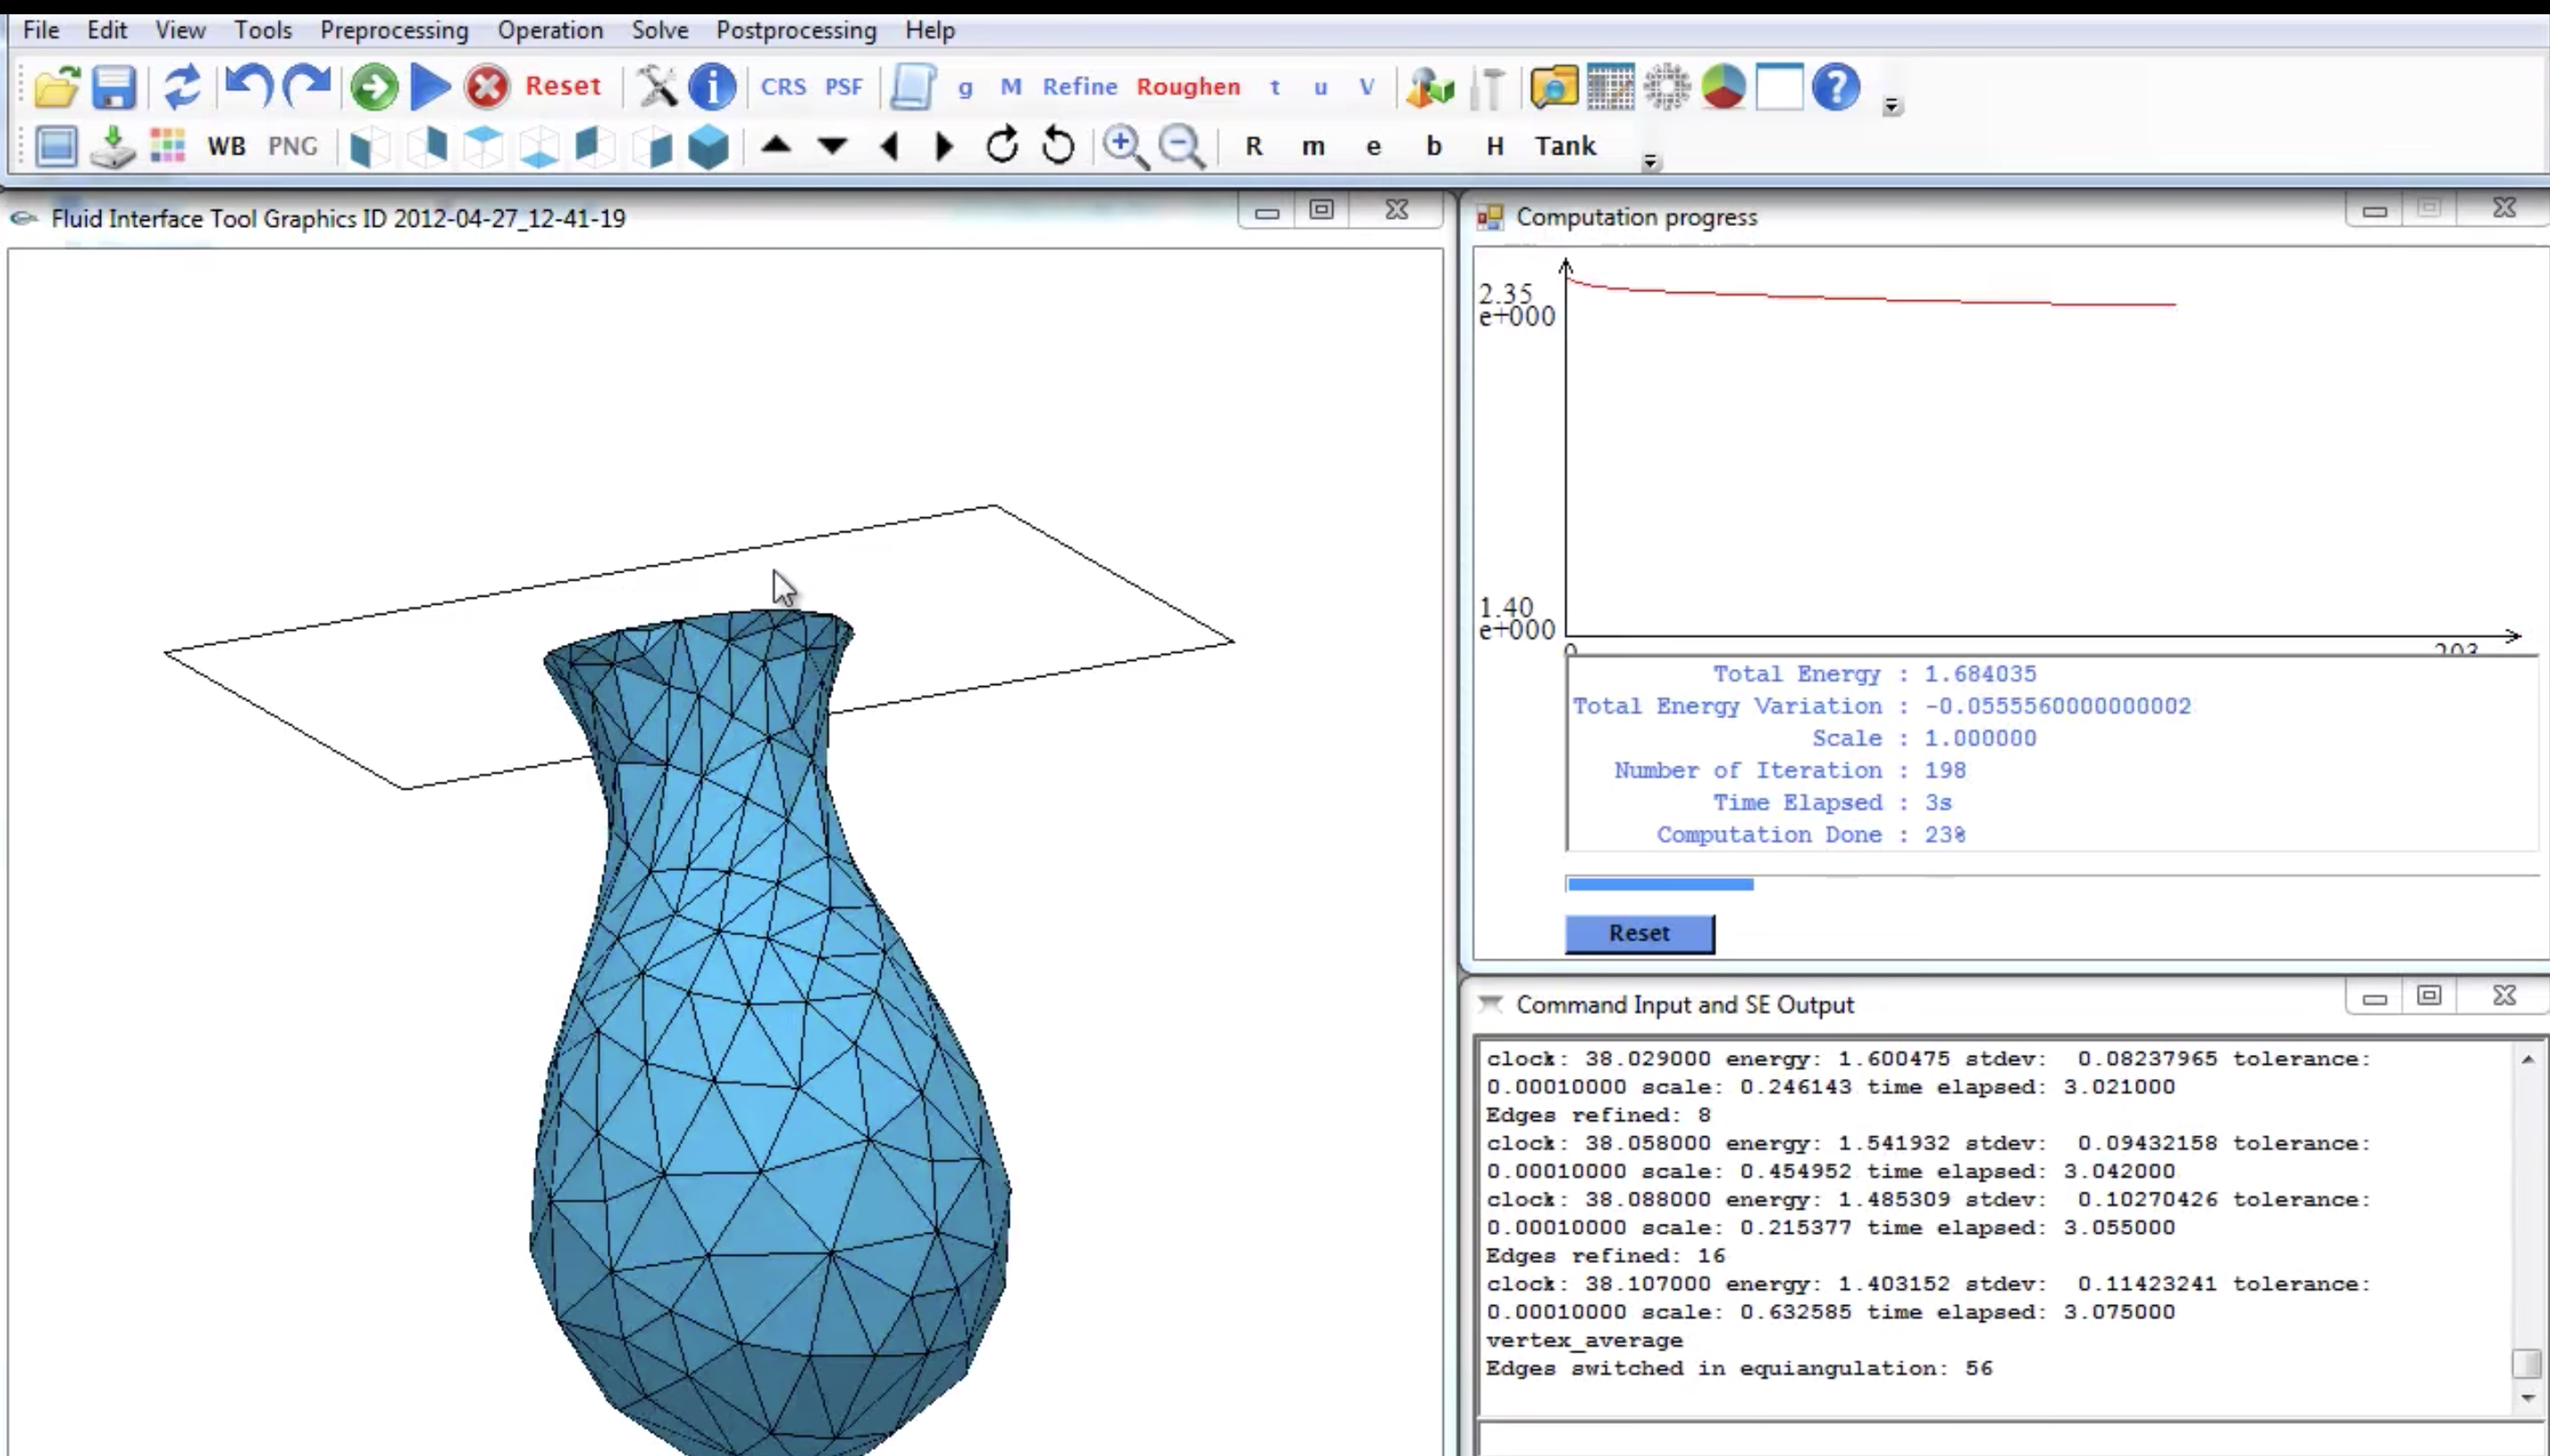 File Edit View Tools Preprocessing Operation Solve Postprocessing Help
Reset CRS PSF g M Refine Roughen t u V
WB PNG R m e b H Tank
Fluid Interface Tool Graphics ID 2012-04-27_12-41-19
Computation progress
2.35
e+000
1.40
e+000
0 203
Total Energy : 1.684035
Total Energy Variation : -0.0555560000000002
Scale : 1.000000
Number of Iteration : 198
Time Elapsed : 3s
Computation Done : 23%
Reset
Command Input and SE Output
clock: 38.029000 energy: 1.600475 stdev: 0.08237965 tolerance:
0.00010000 scale: 0.246143 time elapsed: 3.021000
Edges refined: 8
clock: 38.058000 energy: 1.541932 stdev: 0.09432158 tolerance:
0.00010000 scale: 0.454952 time elapsed: 3.042000
clock: 38.088000 energy: 1.485309 stdev: 0.10270426 tolerance:
0.00010000 scale: 0.215377 time elapsed: 3.055000
Edges refined: 16
clock: 38.107000 energy: 1.403152 stdev: 0.11423241 tolerance:
0.00010000 scale: 0.632585 time elapsed: 3.075000
vertex_average
Edges switched in equiangulation: 56